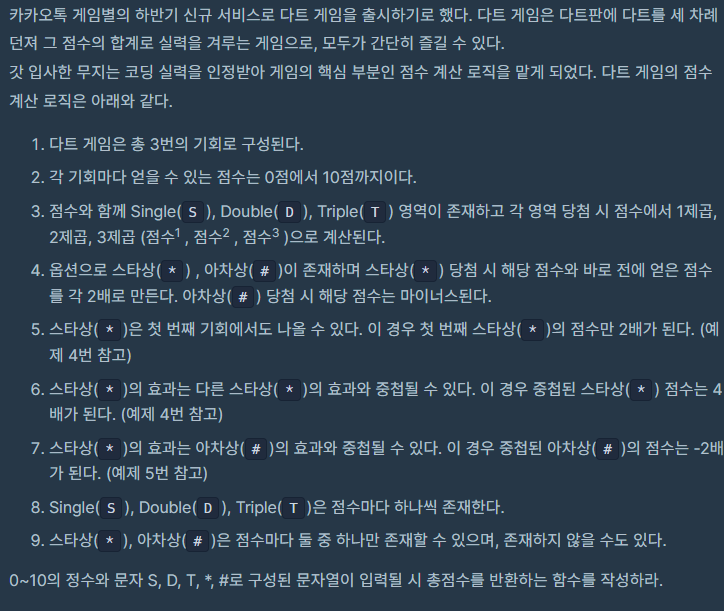 카카오톡 게임별의 하반기 신규 서비스로 다트 게임을 출시하기로 했다. 다트 게임은 다트판에 다트를 세 차례
던져 그 점수의 합계로 실력을 겨루는 게임으로, 모두가 간단히 즐길 수 있다.
갓 입사한 무지는 코딩 실력을 인정받아 게임의 핵심 부분인 점수 계산 로직을 맡게 되었다. 다트 게임의 점수
계산 로직은 아래와 같다.
1. 다트 게임은 총 3번의 기회로 구성된다.
2. 각 기회마다 얻을 수 있는 점수는 0점에서 10점까지이다.
3. 점수와 함께 Single( S ), Double( D ), Triple( T ) 영역이 존재하고 각 영역 당첨 시 점수에서 1제곱,
2제곱, 3제곱 (점수¹ , 점수² , 점수³ )으로 계산된다.
4. 옵션으로 스타상( * ) , 아차상( # )이 존재하며 스타상( * ) 당첨 시 해당 점수와 바로 전에 얻은 점수
를 각 2배로 만든다. 아차상( # ) 당첨 시 해당 점수는 마이너스된다.
5. 스타상( * )은 첫 번째 기회에서도 나올 수 있다. 이 경우 첫 번째 스타상( * )의 점수만 2배가 된다. (예
제 4번 참고)
6. 스타상( * )의 효과는 다른 스타상( * )의 효과와 중첩될 수 있다. 이 경우 중첩된 스타상( * ) 점수는 4
배가 된다. (예제 4번 참고)
7. 스타상( * )의 효과는 아차상( # )의 효과와 중첩될 수 있다. 이 경우 중첩된 아차상( # )의 점수는 -2배
가 된다. (예제 5번 참고)
8. Single( S ), Double( D ), Triple( T )은 점수마다 하나씩 존재한다.
9. 스타상( * ), 아차상( # )은 점수마다 둘 중 하나만 존재할 수 있으며, 존재하지 않을 수도 있다.
0~10의 정수와 문자 S, D, T, *, #로 구성된 문자열이 입력될 시 총점수를 반환하는 함수를 작성하라.